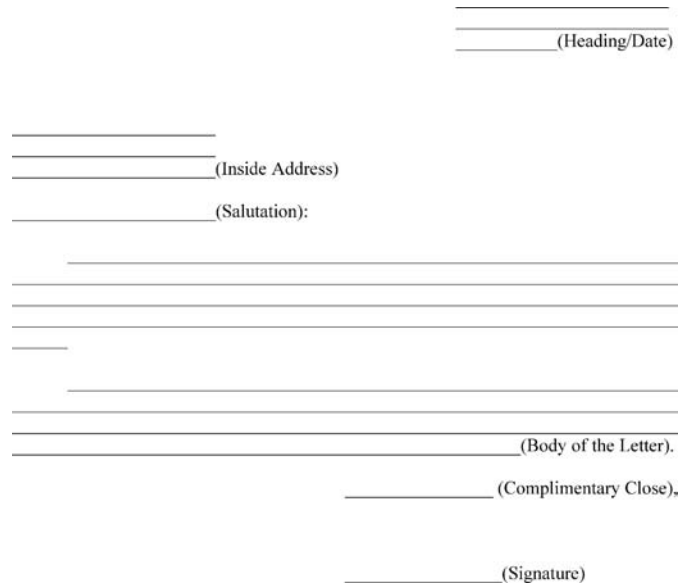 (Heading/Date)
(Inside Address)
(Salutation):
(Body of the Letter).
(Complimentary Close),
(Signature)